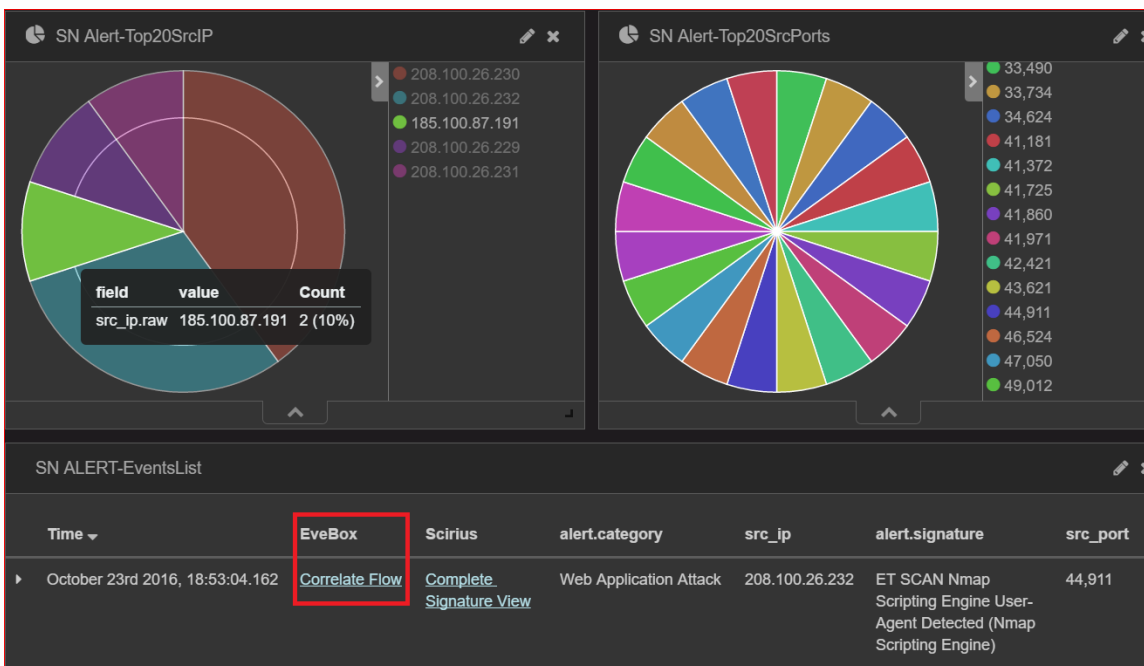 SN Alert-Top20SrcIP
208.100.26.230
208.100.26.232
185.100.87.191
208.100.26.229
208.100.26.231
field value Count
src_ip.raw 185.100.87.191 2 (10%)
SN Alert-Top20SrcPorts
33,490
33,734
34,624
41,181
41,372
41,725
41,860
41,971
42,421
43,621
44,911
46,524
47,050
49,012
SN ALERT-EventsList
Time EveBox Scirius alert.category src_ip alert.signature src_port
October 23rd 2016, 18:53:04.162 Correlate Flow Complete Web Application Attack 208.100.26.232 ET SCAN Nmap 44,911
Signature View Scripting Engine User-
Agent Detected (Nmap
Scripting Engine)